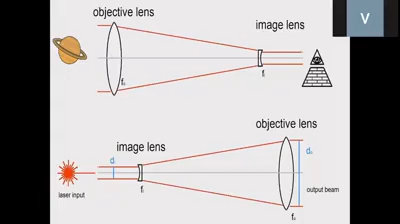 objective lens
V
image lens
fₒ
fᵢ
objective lens
image lens
dₒ
dᵢ
laser input
output beam
fᵢ
fₒ